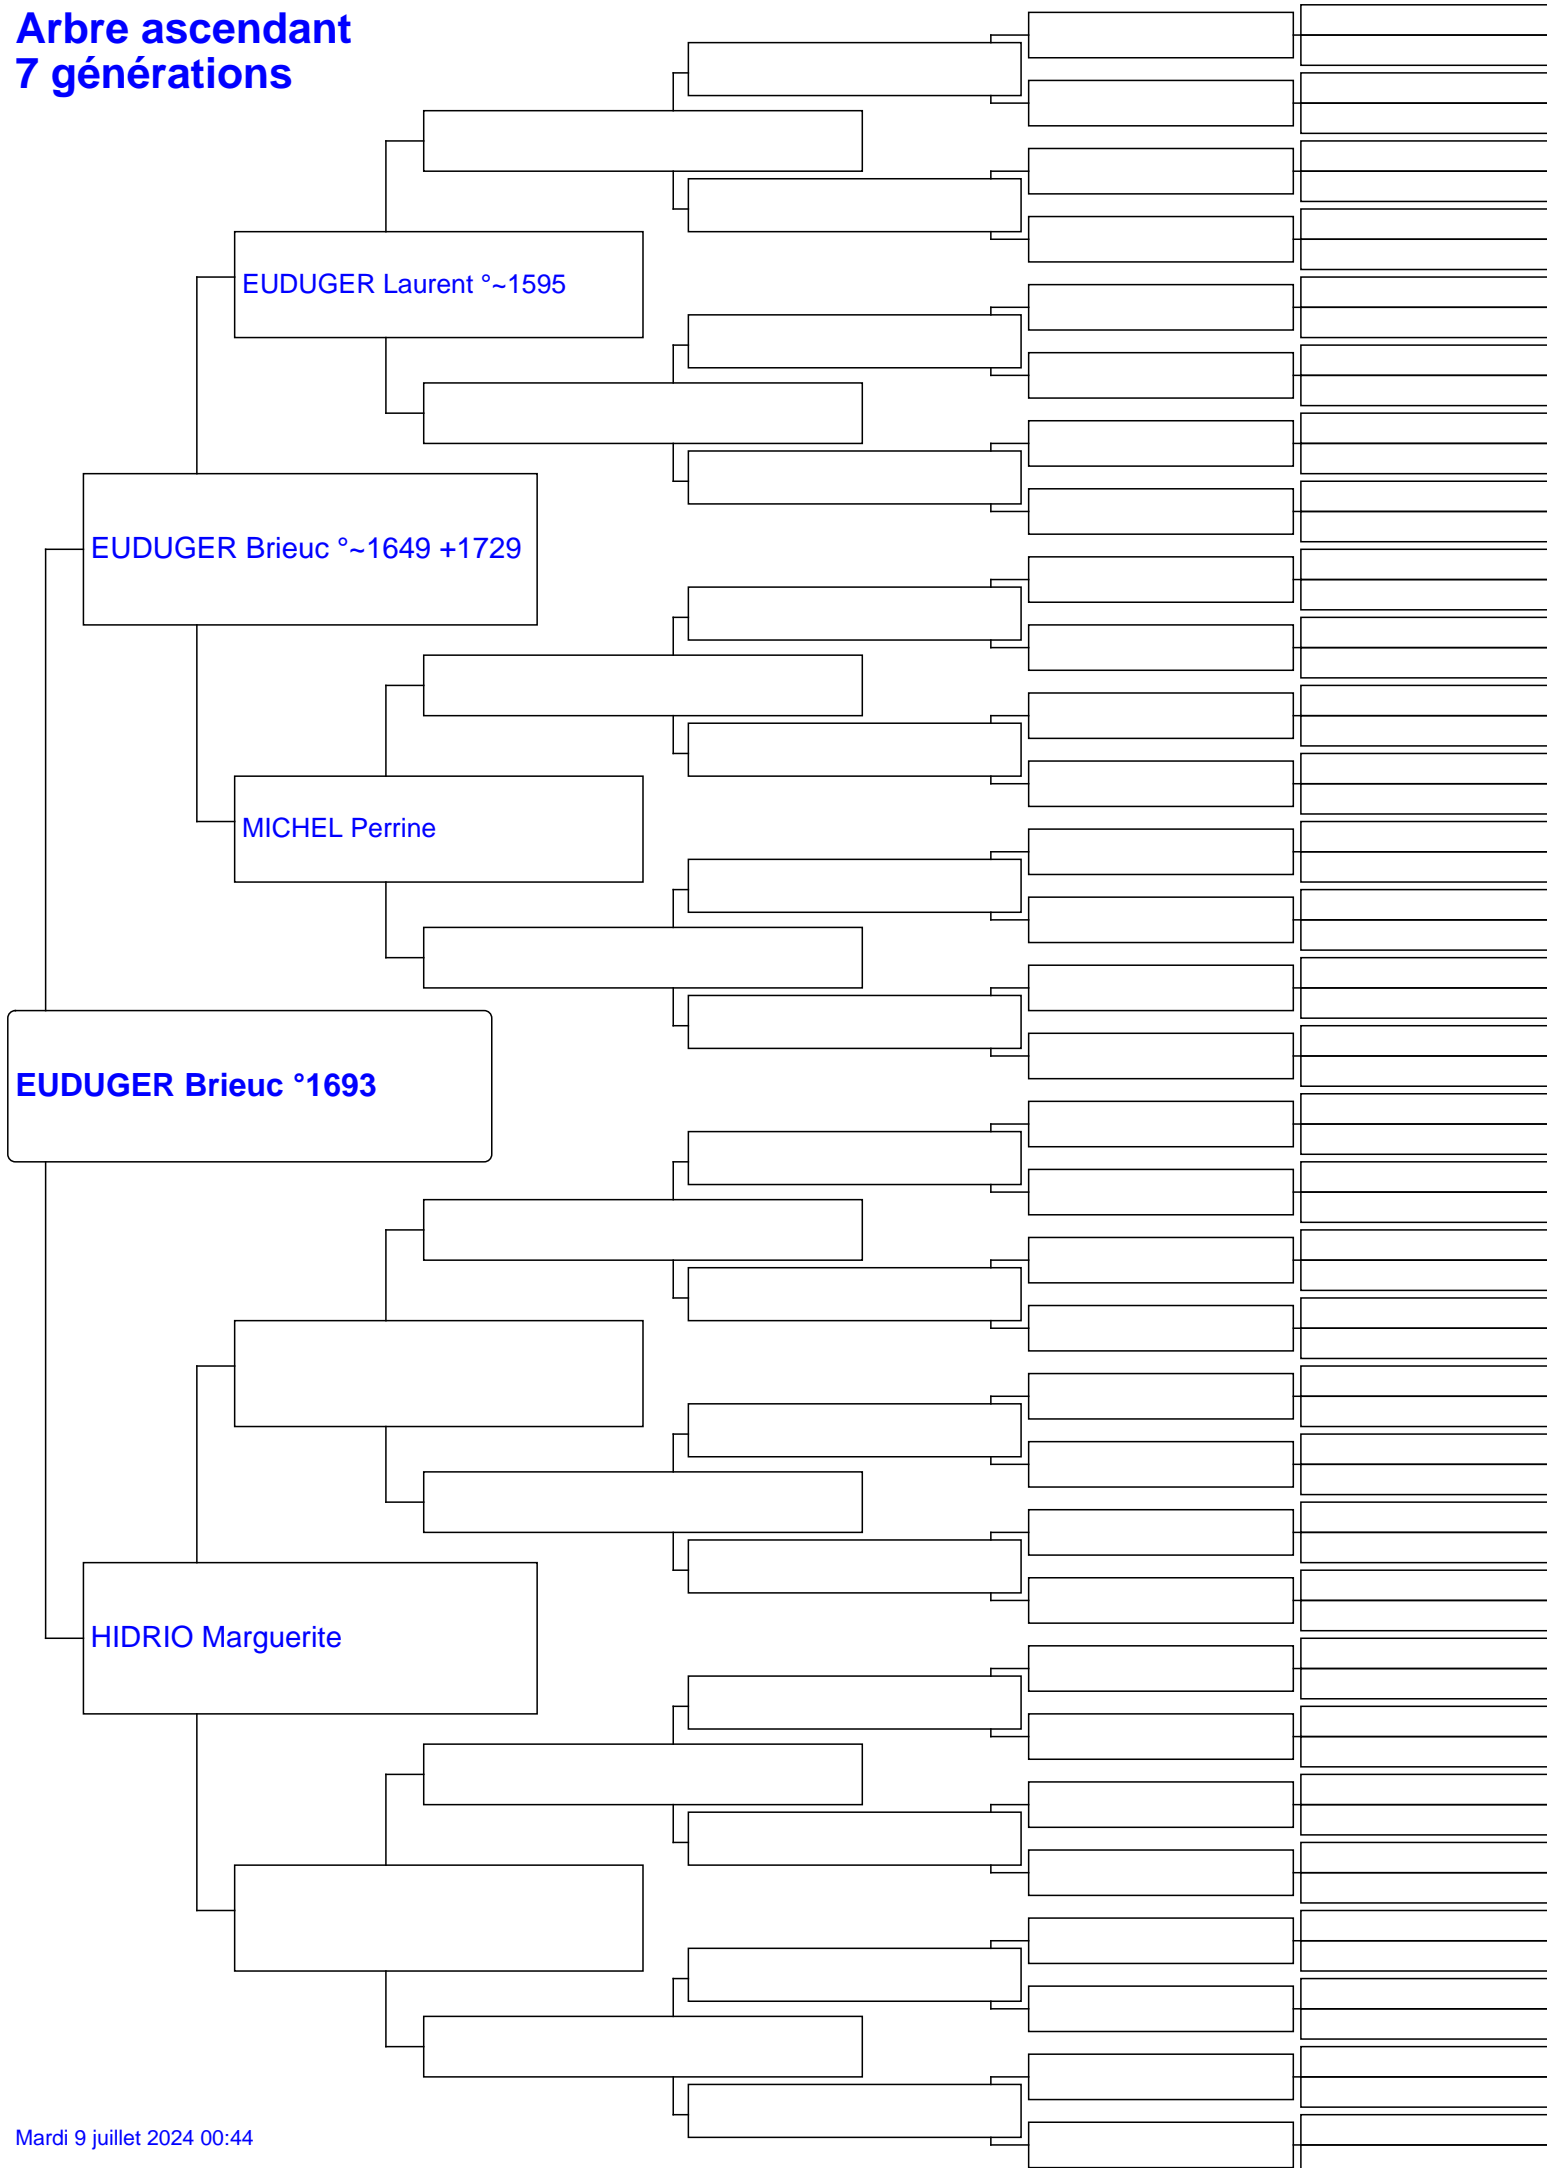 Arbre ascendant
7 générations
EUDUGER Laurent °~1595
EUDUGER Brieuc °~1649 +1729
MICHEL Perrine
EUDUGER Brieuc °1693
HIDRIO Marguerite
Mardi 9 juillet 2024 00:44